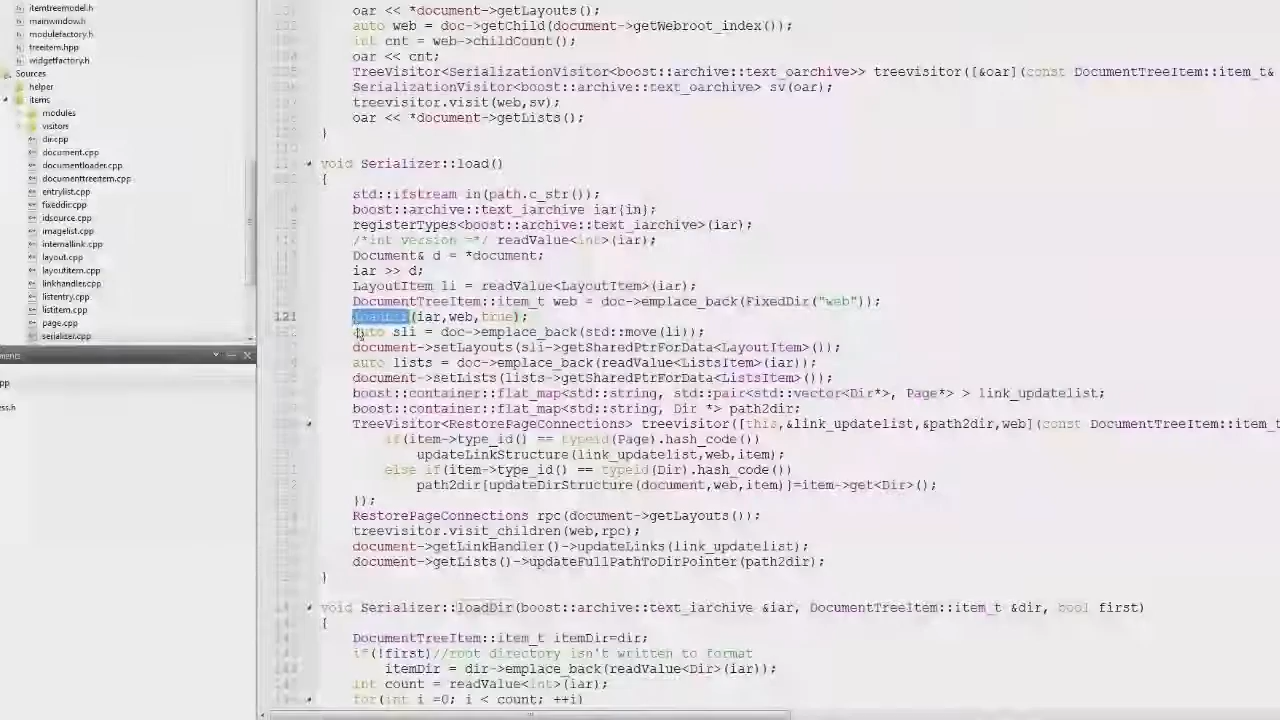 itemtreemodel.h
mainwindow.h
modulefactory.h
treeitem.hpp
widgetfactory.h
Sources
helper
items
modules
visitors
dir.cpp
document.cpp
documentloader.cpp
documenttreeitem.cpp
entrylist.cpp
fixeddir.cpp
idsource.cpp
imagelist.cpp
internallink.cpp
layout.cpp
layoutitem.cpp
linkhandler.cpp
listentry.cpp
listitem.cpp
page.cpp
serializer.cpp
oar << *document->getLayouts();
auto web = doc->getChild(document->getWebroot_index());
int cnt = web->childCount();
oar << cnt;
TreeVisitor<SerializationVisitor<boost::archive::text_oarchive>> treevisitor([&oar](const DocumentTreeItem::item_t&
SerializationVisitor<boost::archive::text_oarchive> sv(oar);
treevisitor.visit(web,sv);
oar << *document->getLists();
}
void Serializer::load()
{
std::ifstream in(path.c_str());
boost::archive::text_iarchive iar{in};
registerTypes<boost::archive::text_iarchive>(iar);
/*int version =*/ readValue<int>(iar);
Document& d = *document;
iar >> d;
LayoutItem li = readValue<LayoutItem>(iar);
DocumentTreeItem::item_t web = doc->emplace_back(FixedDir("web"));
121 loadDir(iar,web,true);
auto sli = doc->emplace_back(std::move(li));
document->setLayouts(sli->getSharedPtrForData<LayoutItem>());
auto lists = doc->emplace_back(readValue<ListsItem>(iar));
document->setLists(lists->getSharedPtrForData<ListsItem>());
boost::container::flat_map<std::string, std::pair<std::vector<Dir*>, Page*> > link_updatelist;
boost::container::flat_map<std::string, Dir *> path2dir;
TreeVisitor<RestorePageConnections> treevisitor([this,&link_updatelist,&path2dir,web](const DocumentTreeItem::item_t
if(item->type_id() == typeid(Page).hash_code())
updateLinkStructure(link_updatelist,web,item);
else if(item->type_id() == typeid(Dir).hash_code())
path2dir[updateDirStructure(document,web,item)]=item->get<Dir>();
});
RestorePageConnections rpc(document->getLayouts());
treevisitor.visit_children(web,rpc);
document->getLinkHandler()->updateLinks(link_updatelist);
document->getLists()->updateFullPathToDirPointer(path2dir);
}
void Serializer::loadDir(boost::archive::text_iarchive &iar, DocumentTreeItem::item_t &dir, bool first)
{
DocumentTreeItem::item_t itemDir=dir;
if(!first)//root directory isn't written to format
itemDir = dir->emplace_back(readValue<Dir>(iar));
int count = readValue<int>(iar);
for(int i =0; i < count; ++i)